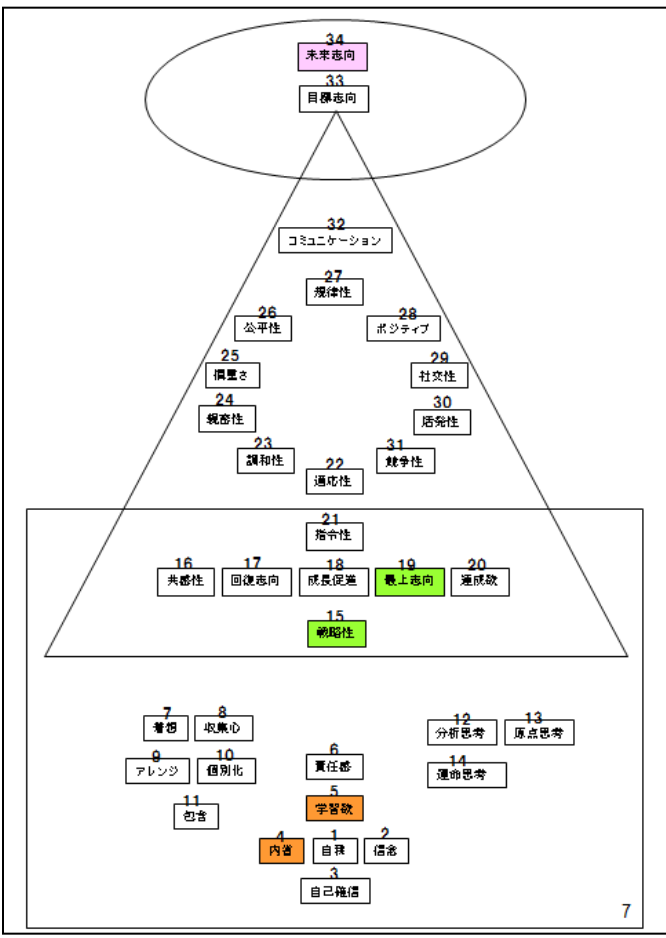 34
未来志向
33
目標志向
32
コミュニケーション
27
規律性
26
公平性
28
ポジティブ
25
慎重さ
29
社交性
24
親密性
30
活発性
23
調和性
22
適応性
31
競争性
21
指令性
16
共感性
17
回復志向
18
成長促進
19
最上志向
20
達成欲
15
戦略性
7
着想
8
収集心
12
分析思考
13
原点思考
9
アレンジ
10
個別化
6
責任感
14
運命思考
11
包含
5
学習欲
4
内省
1
自我
2
信念
3
自己確信
7